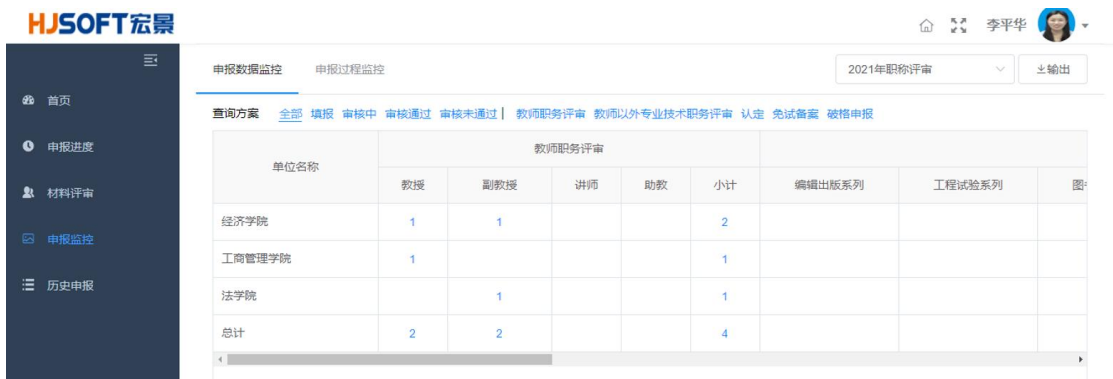 HJSOFT宏景
李平华
申报数据监控 申报过程监控 2021年职称评审 输出
首页
申报进度
材料评审
申报监控
历史申报
查询方案 全部 填报 审核中 审核通过 审核未通过 | 教师职务评审 教师以外专业技术职务评审 认定 免试备案 破格申报
单位名称 教师职务评审
教授 副教授 讲师 助教 小计 编辑出版系列 工程试验系列
经济学院 1 1 2
工商管理学院 1 1
法学院 1 1
总计 2 2 4